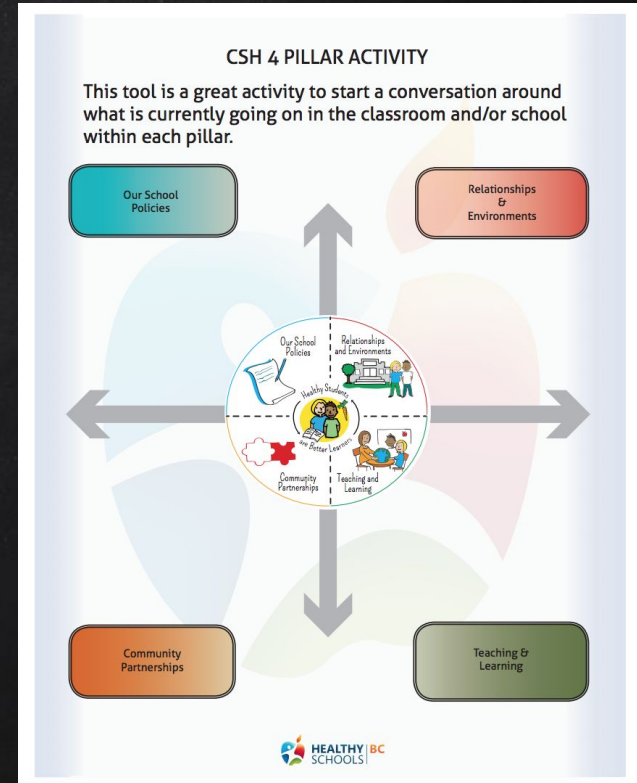 CSH 4 PILLAR ACTIVITY
This tool is a great activity to start a conversation around
what is currently going on in the classroom and/or school
within each pillar.
Our School
Policies
Relationships
&
Environments
Our School
Policies
Relationships
and Environments
Healthy Students
are Better Learners
Community
Partnerships
Teaching and
Learning
Community
Partnerships
Teaching &
Learning
HEALTHY BC
SCHOOLS